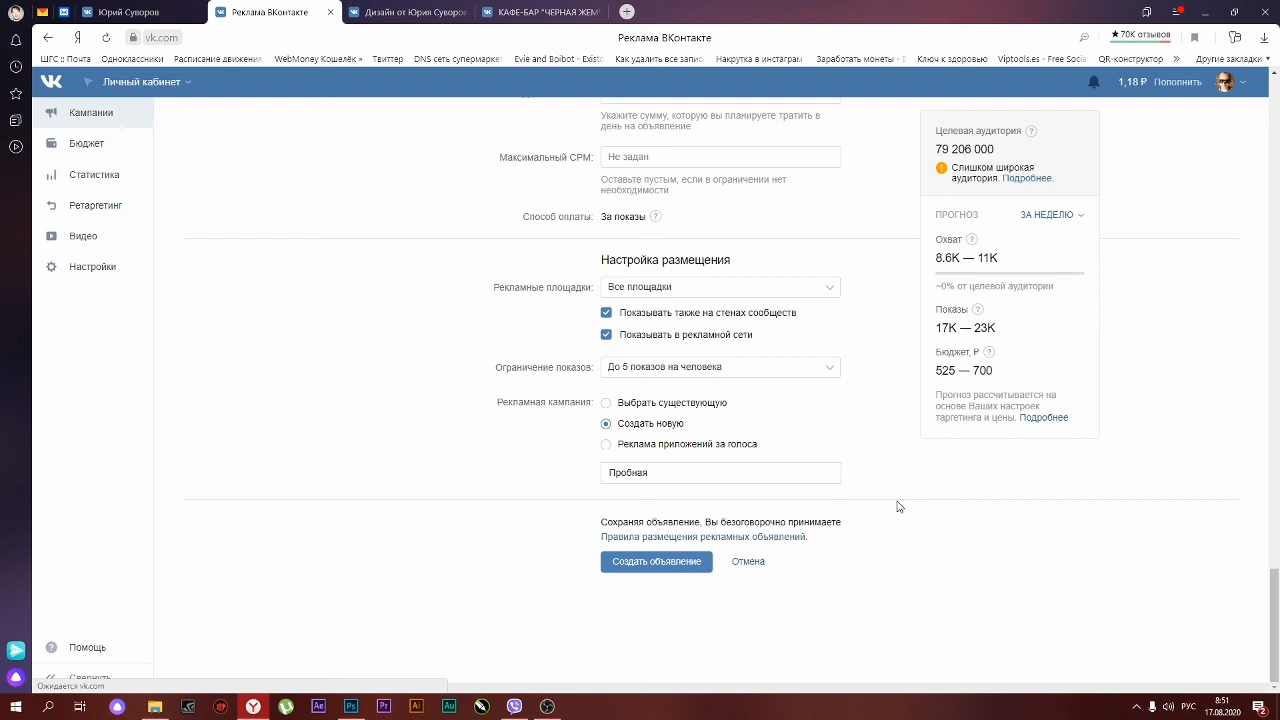 Юрий Суворов
Реклама ВКонтакте
Дизайн от Юрия Суворов
КАФЕ-БАР "ЧЕРНАЯ ЖЕМ
vk.com
Реклама ВКонтакте
★70K отзывов
ШГС :: Почта
Одноклассники
Расписание движения
WebMoney Кошелёк »
Твиттер
DNS сеть супермаркет
Evie and Boibot - Existo
Как удалить все запис
Накрутка в инстаграм
Заработать монеты - Б
Ключ к здоровью
Viptools.es - Free Socia
QR-конструктор
»
Другие закладки
Личный кабинет
1,18 ₽
Пополнить
Кампании
Бюджет
Статистика
Ретаргетинг
Видео
Настройки
Помощь
Свернуть
Укажите сумму, которую вы планируете тратить в
день на объявление
Максимальный CPM:
Не задан
Оставьте пустым, если в ограничении нет
необходимости
Способ оплаты:
За показы ?
Настройка размещения
Рекламные площадки:
Все площадки
Показывать также на стенах сообществ
Показывать в рекламной сети
Ограничение показов:
До 5 показов на человека
Рекламная кампания:
Выбрать существующую
Создать новую
Реклама приложений за голоса
Пробная
Сохраняя объявление, Вы безоговорочно принимаете
Правила размещения рекламных объявлений.
Создать объявление
Отмена
Целевая аудитория ?
79 206 000
! Слишком широкая
аудитория. Подробнее.
ПРОГНОЗ
ЗА НЕДЕЛЮ
Охват ?
8.6K — 11K
~0% от целевой аудитории
Показы ?
17K — 23K
Бюджет, ₽ ?
525 — 700
Прогноз рассчитывается на
основе Ваших настроек
таргетинга и цены. Подробнее
Ожидается vk.com
Ae
Ps
Pr
Ai
Au
РУС
8:51
17.08.2020
2